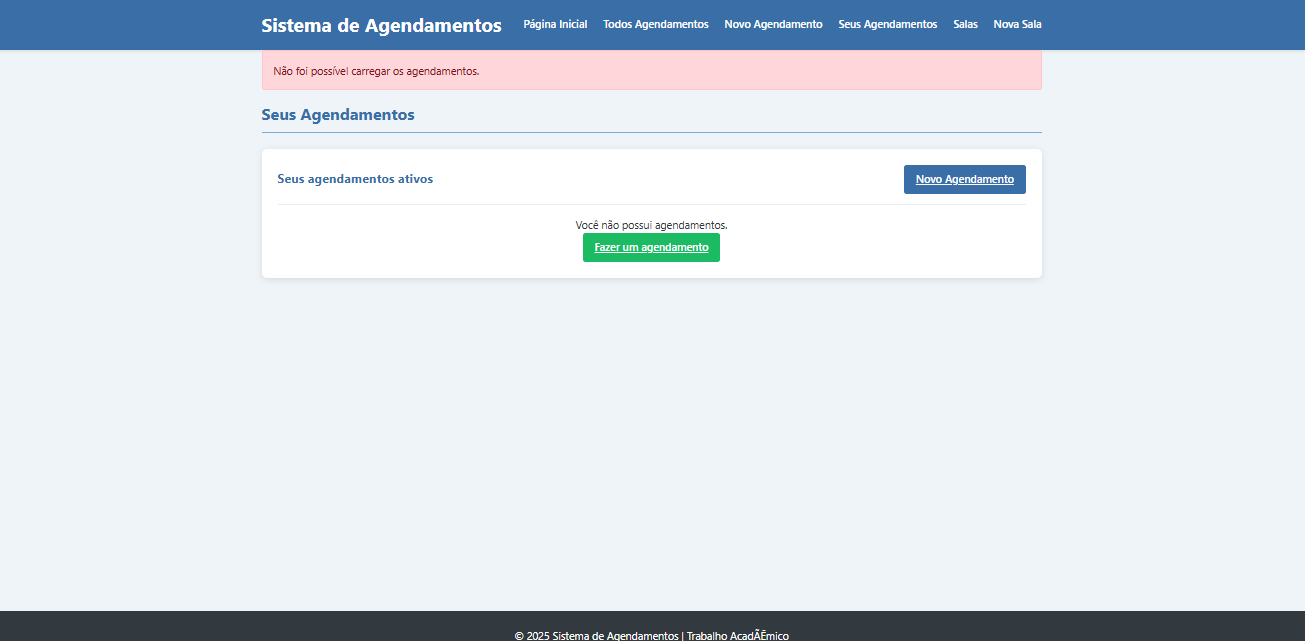 Sistema de Agendamentos Página Inicial Todos Agendamentos Novo Agendamento Seus Agendamentos Salas Nova Sala
Não foi possível carregar os agendamentos.
Seus Agendamentos
Seus agendamentos ativos Novo Agendamento
Você não possui agendamentos.
Fazer um agendamento
© 2025 Sistema de Agendamentos | Trabalho AcadÃÊmico